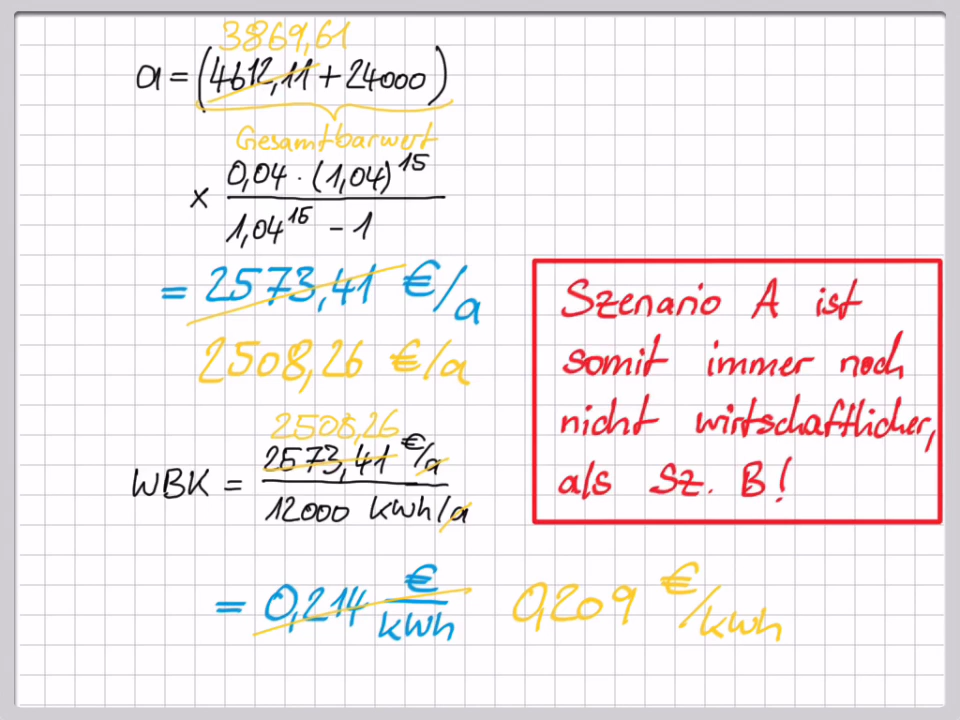 3869,61
a = (4612,11 + 24000)
Gesamtbarwert
× 0,04 · (1,04)^15
1,04^15 - 1
= 2573,41 €/a
2508,26 €/a
2508,26
WBK = 2573,41 €/a
12000 kWh/a
= 0,214 €/kWh 0,209 €/kWh
Szenario A ist
somit immer noch
nicht wirtschaftlicher,
als Sz. B!